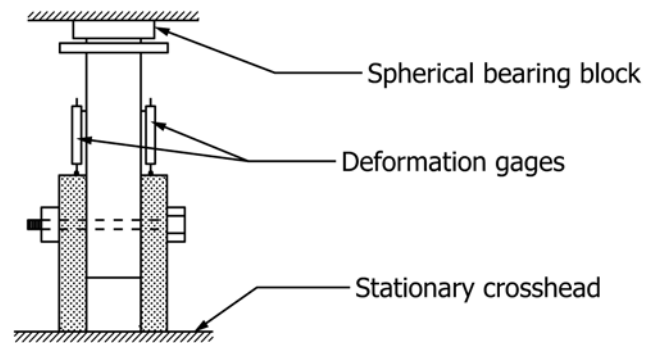 Spherical bearing block
Deformation gages
Stationary crosshead